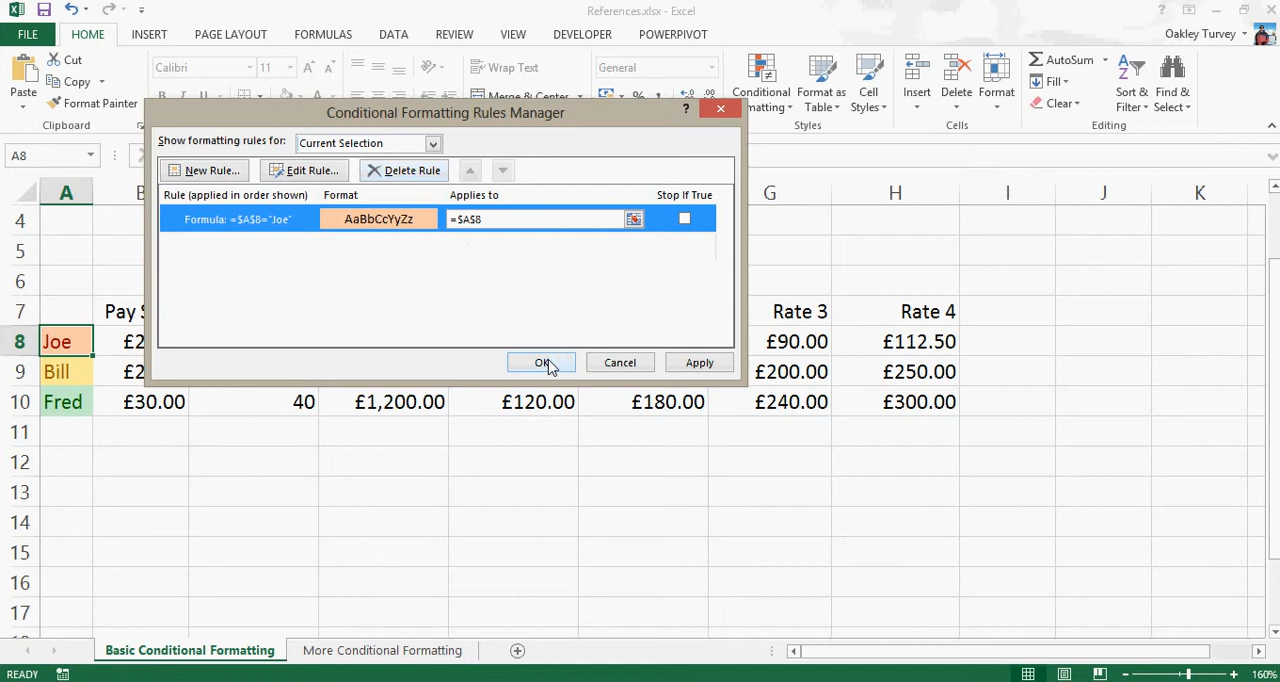 References.xlsx - Excel
FILE HOME INSERT PAGE LAYOUT FORMULAS DATA REVIEW VIEW DEVELOPER POWERPIVOT Oakley Turvey
Cut
Copy
Format Painter
Paste
Clipboard
Calibri 11
Wrap Text
Merge & Center
General
Conditional Formatting
Format as Table
Cell Styles
Styles
Insert Delete Format
Cells
AutoSum
Fill
Clear
Sort & Filter
Find & Select
Editing
A8
Conditional Formatting Rules Manager
Show formatting rules for: Current Selection
New Rule... Edit Rule... Delete Rule
Rule (applied in order shown) Format Applies to Stop If True
Formula: =$A$8="Joe" AaBbCcYyZz =$A$8
OK Cancel Apply
A G H I J K
4
5
6
7 Pay Rate 3 Rate 4
8 Joe £90.00 £112.50
9 Bill £200.00 £250.00
10 Fred £30.00 40 £1,200.00 £120.00 £180.00 £240.00 £300.00
11
12
13
14
15
16
17
Basic Conditional Formatting More Conditional Formatting
READY 160%